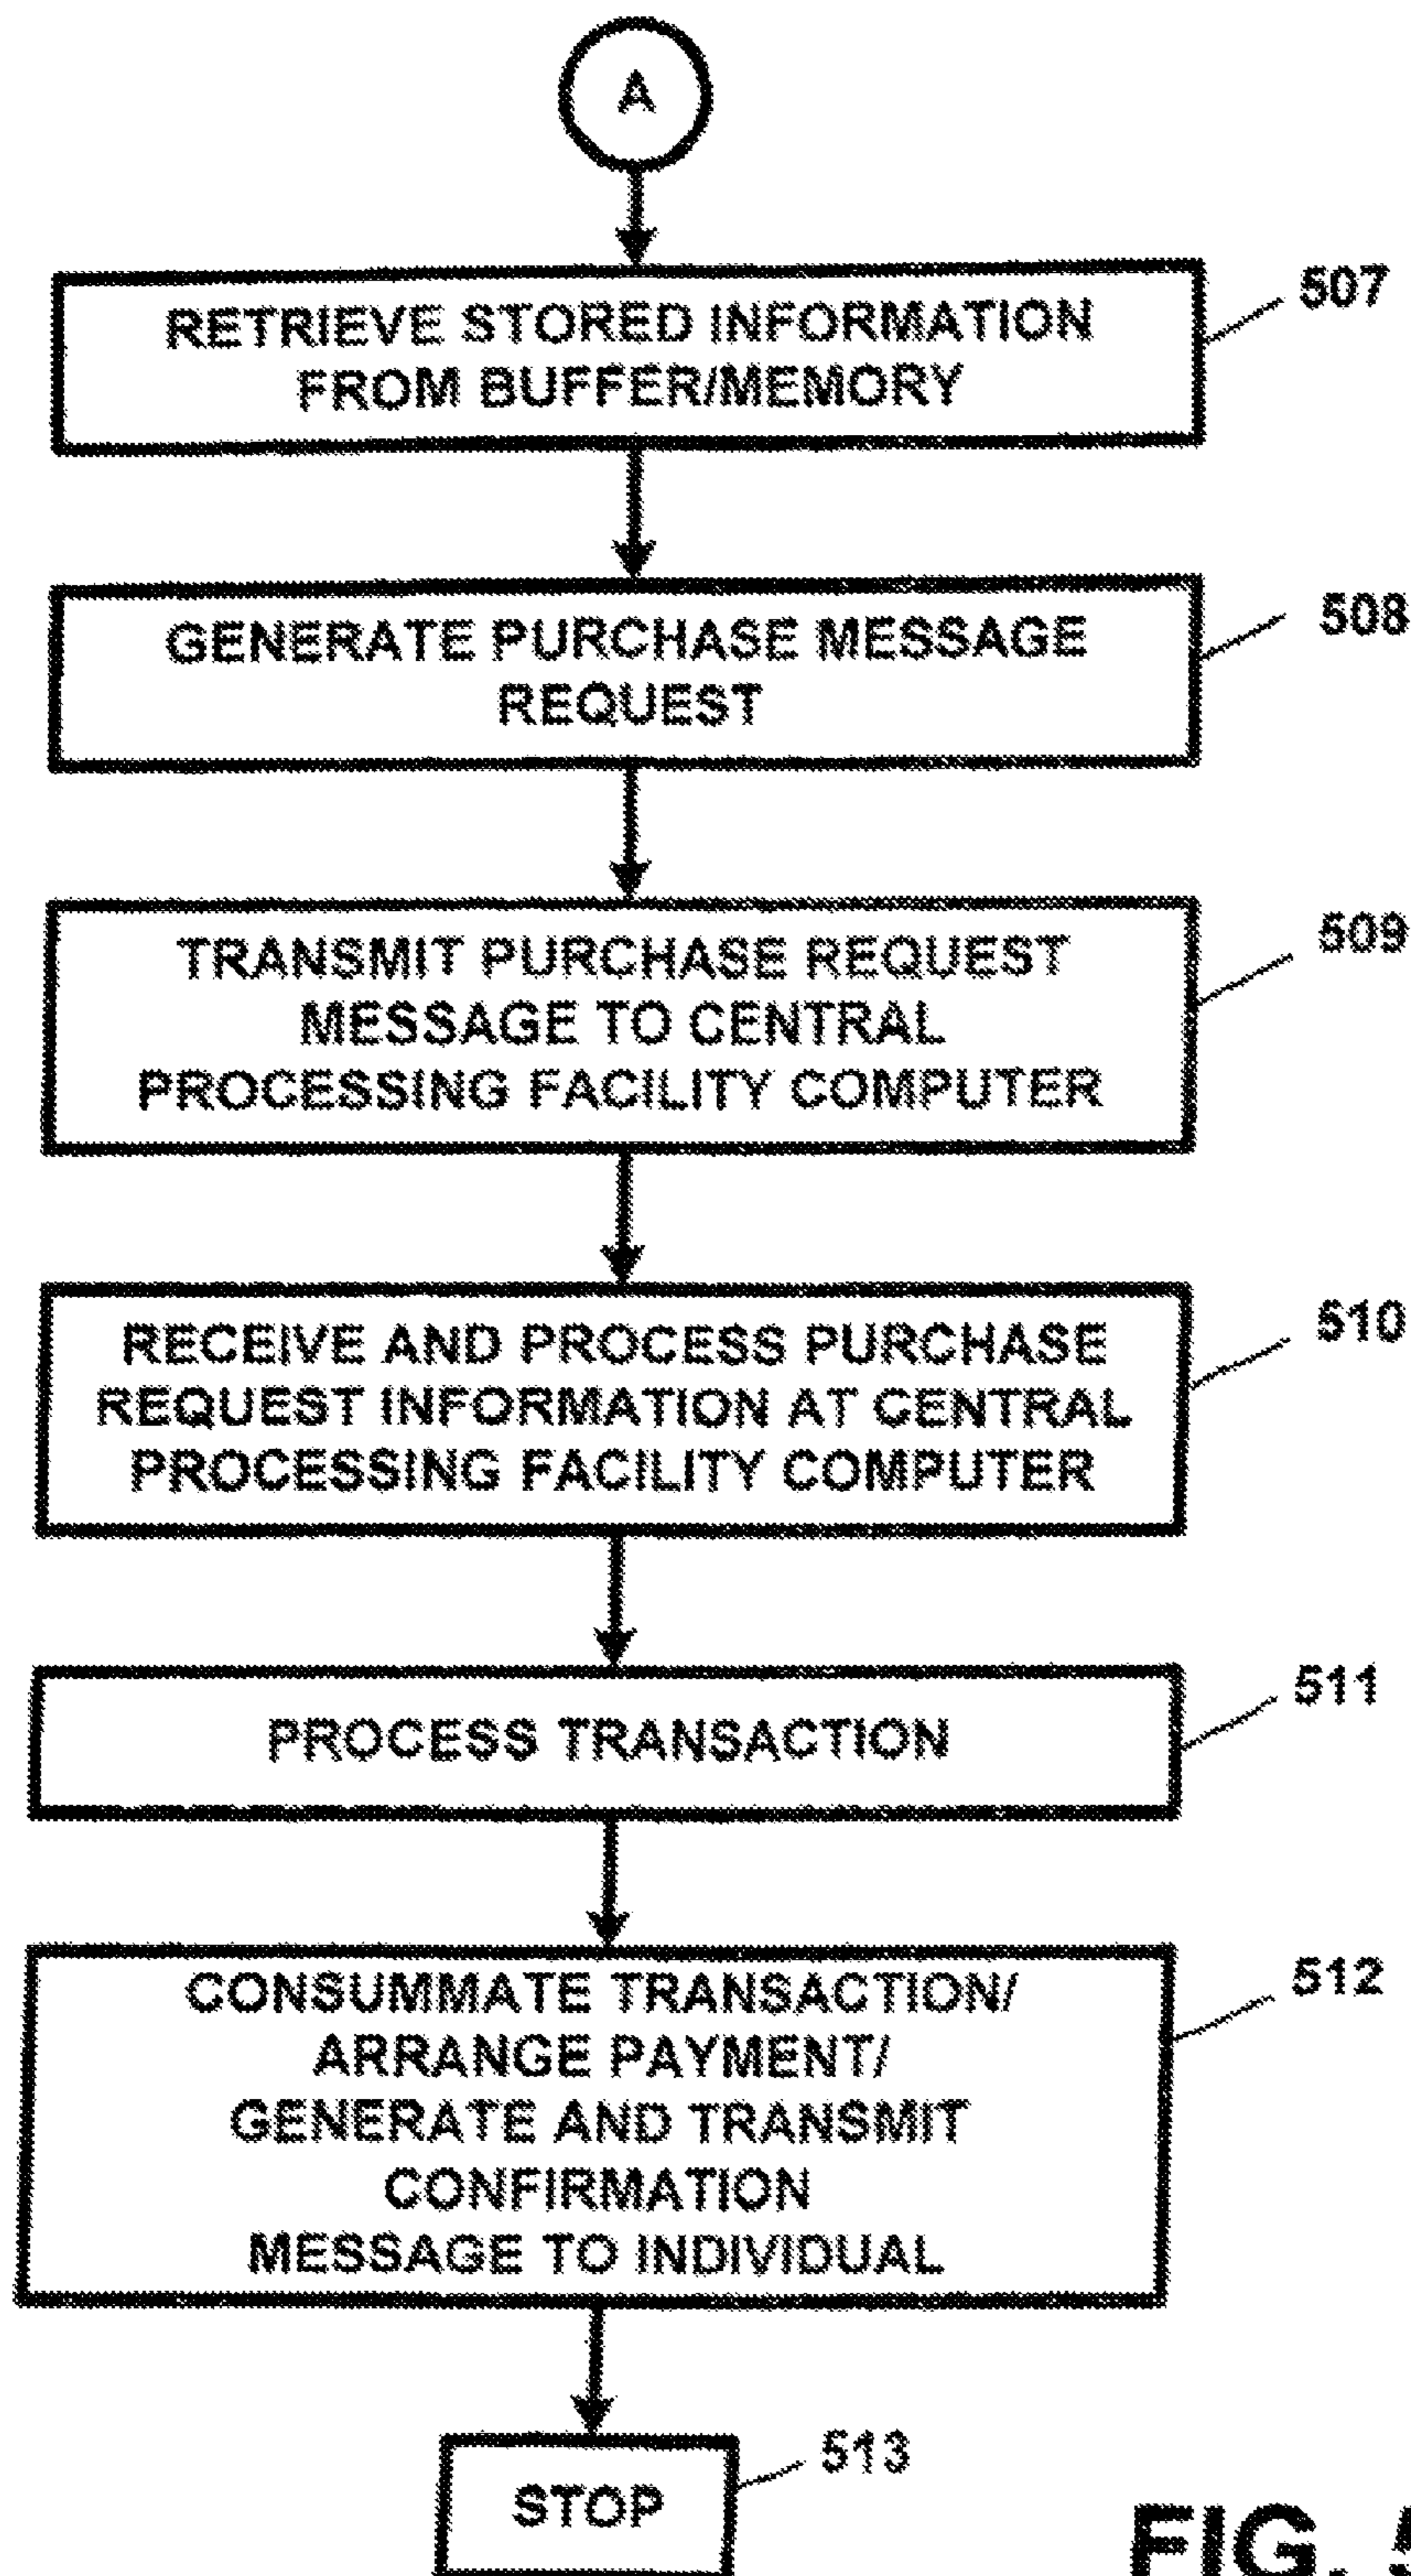 A
RETRIEVE STORED INFORMATION
FROM BUFFER/MEMORY
507
GENERATE PURCHASE MESSAGE
REQUEST
508
TRANSMIT PURCHASE REQUEST
MESSAGE TO CENTRAL
PROCESSING FACILITY COMPUTER
509
RECEIVE AND PROCESS PURCHASE
REQUEST INFORMATION AT CENTRAL
PROCESSING FACILITY COMPUTER
510
PROCESS TRANSACTION
511
CONSUMMATE TRANSACTION/
ARRANGE PAYMENT/
GENERATE AND TRANSMIT
CONFIRMATION
MESSAGE TO INDIVIDUAL
512
STOP
513
FIG.